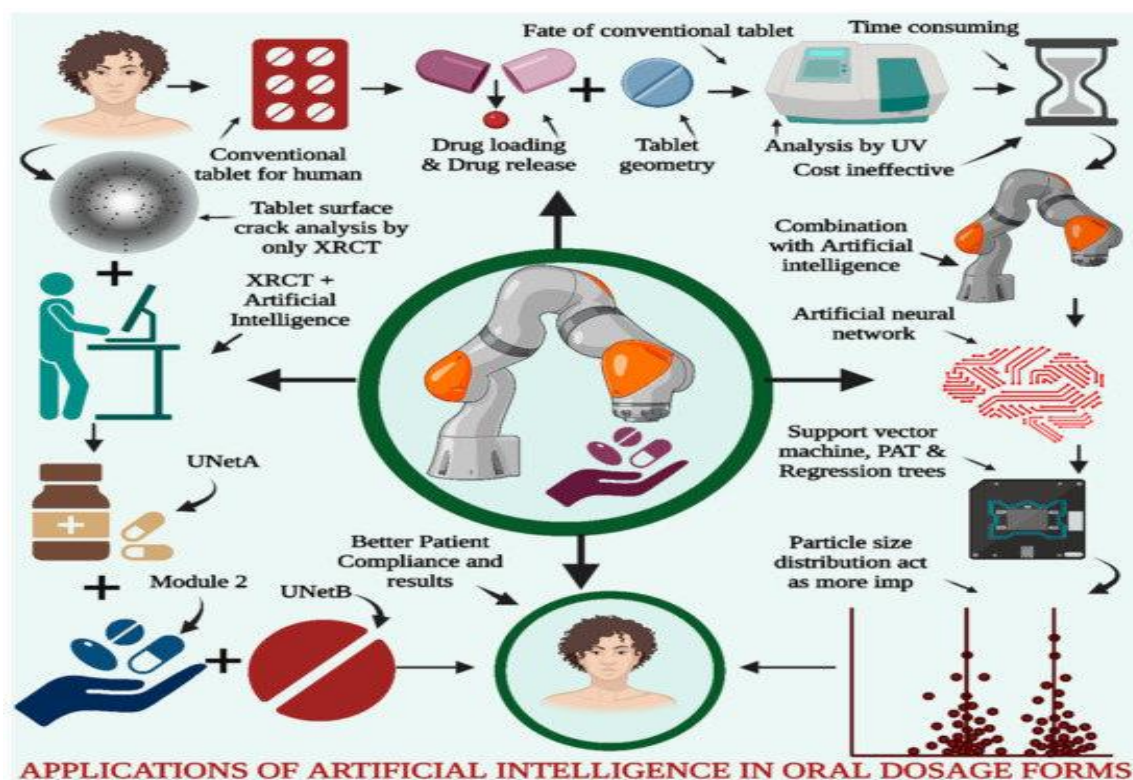 Fate of conventional tablet
Time consuming
Conventional
tablet for human
Drug loading
& Drug release
Tablet
geometry
Analysis by UV
Cost ineffective
Tablet surface
crack analysis by
only XRCT
Combination
with Artificial
intelligence
XRCT +
Artificial
Intelligence
Artificial neural
network
Support vector
machine, PAT &
Regression trees
UNetA
Better Patient
Compliance and
results
Particle size
distribution act
as more imp
Module 2
UNetB
APPLICATIONS OF ARTIFICIAL INTELLIGENCE IN ORAL DOSAGE FORMS